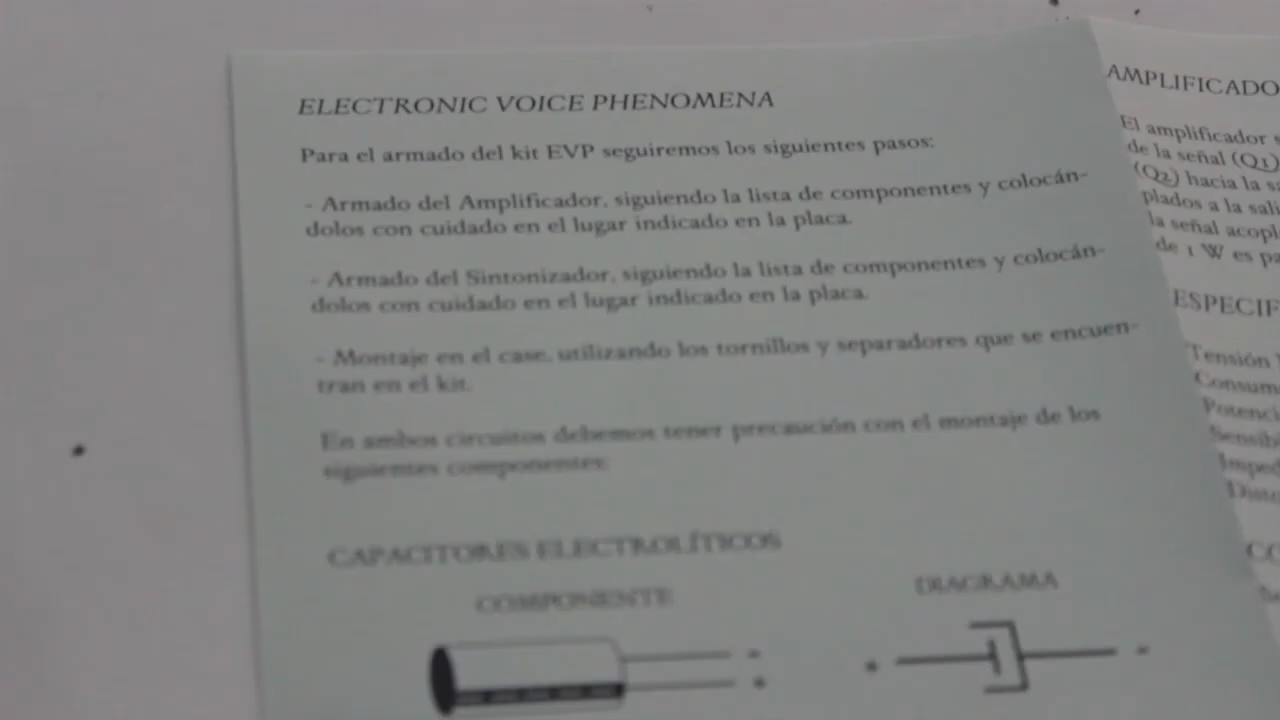 ELECTRONIC VOICE PHENOMENA
Para el armado del kit EVP seguiremos los siguientes pasos:
- Armado del Amplificador, siguiendo la lista de componentes y colocán-
dolos con cuidado en el lugar indicado en la placa.
- Armado del Sintonizador, siguiendo la lista de componentes y colocán-
dolos con cuidado en el lugar indicado en la placa.
- Montaje en el case, utilizando los tornillos y separadores que se encuen-
tran en el kit.
En ambos circuitos debemos tener precaución con el montaje de los
siguientes componentes:
CAPACITORES ELECTROLÍTICOS
COMPONENTE
DIAGRAMA
- +
+ -
AMPLIFICADO
El amplificador s
de la señal (Q1)
(Q2) hacia la sa
plados a la sali
la señal acopl
de 1 W es pa
ESPECIF
Tensión
Consum
Potenci
Sensib
Imped